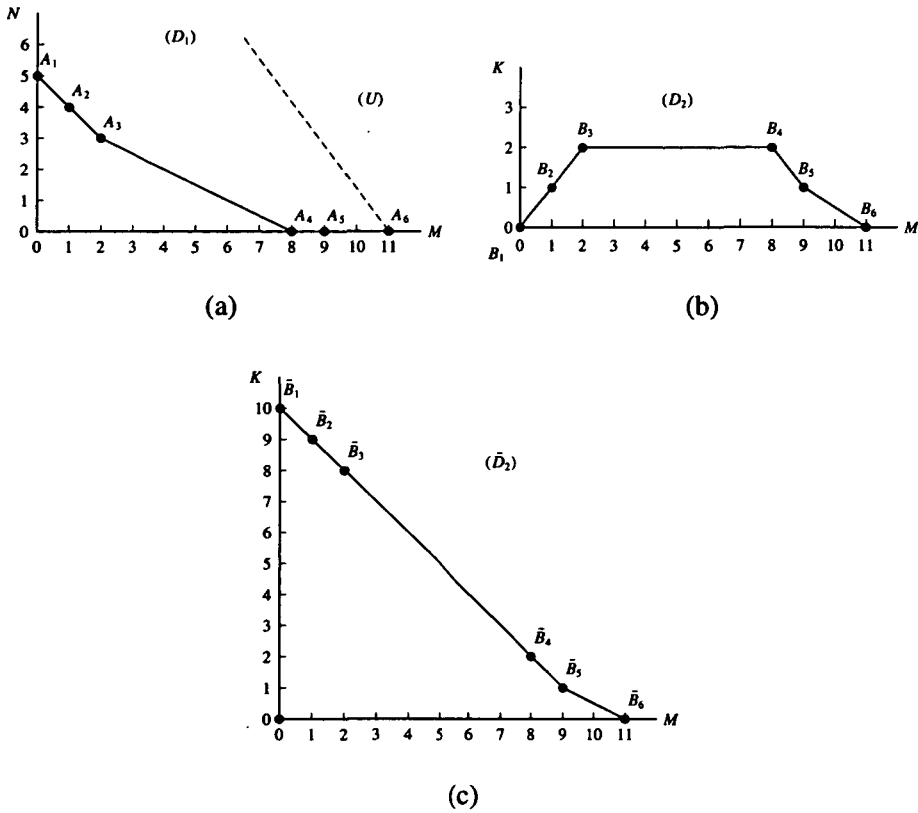 N
(D₁)
6
A₁
5
A₂
(U)
4
A₃
3
2
1
A₄ A₅ A₆
0
M
0 1 2 3 4 5 6 7 8 9 10 11
(a)
K
(D₂)
3
B₃ B₄
2
B₂ B₅
1
B₆
0
M
B₁
0 1 2 3 4 5 6 7 8 9 10 11
(b)
K
B̄₁
10
B̄₂
9
B̄₃
(D̄₂)
8
7
6
5
4
3
B̄₄
2
B̄₅
1
B̄₆
0
M
0 1 2 3 4 5 6 7 8 9 10 11
(c)